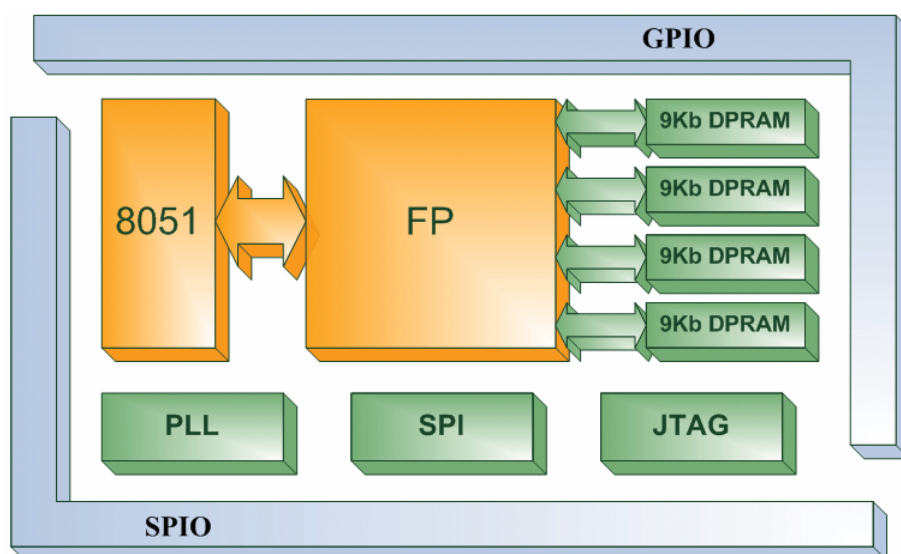 GPIO
8051
FP
9Kb DPRAM
9Kb DPRAM
9Kb DPRAM
9Kb DPRAM
PLL
SPI
JTAG
SPIO